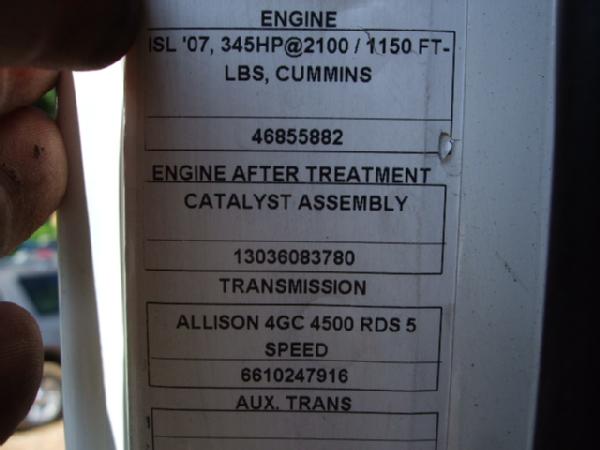 ENGINE
ISL '07, 345HP@2100 / 1150 FT-
LBS, CUMMINS
46855882
ENGINE AFTER TREATMENT
CATALYST ASSEMBLY
13036083780
TRANSMISSION
ALLISON 4GC 4500 RDS 5
SPEED
6610247916
AUX. TRANS